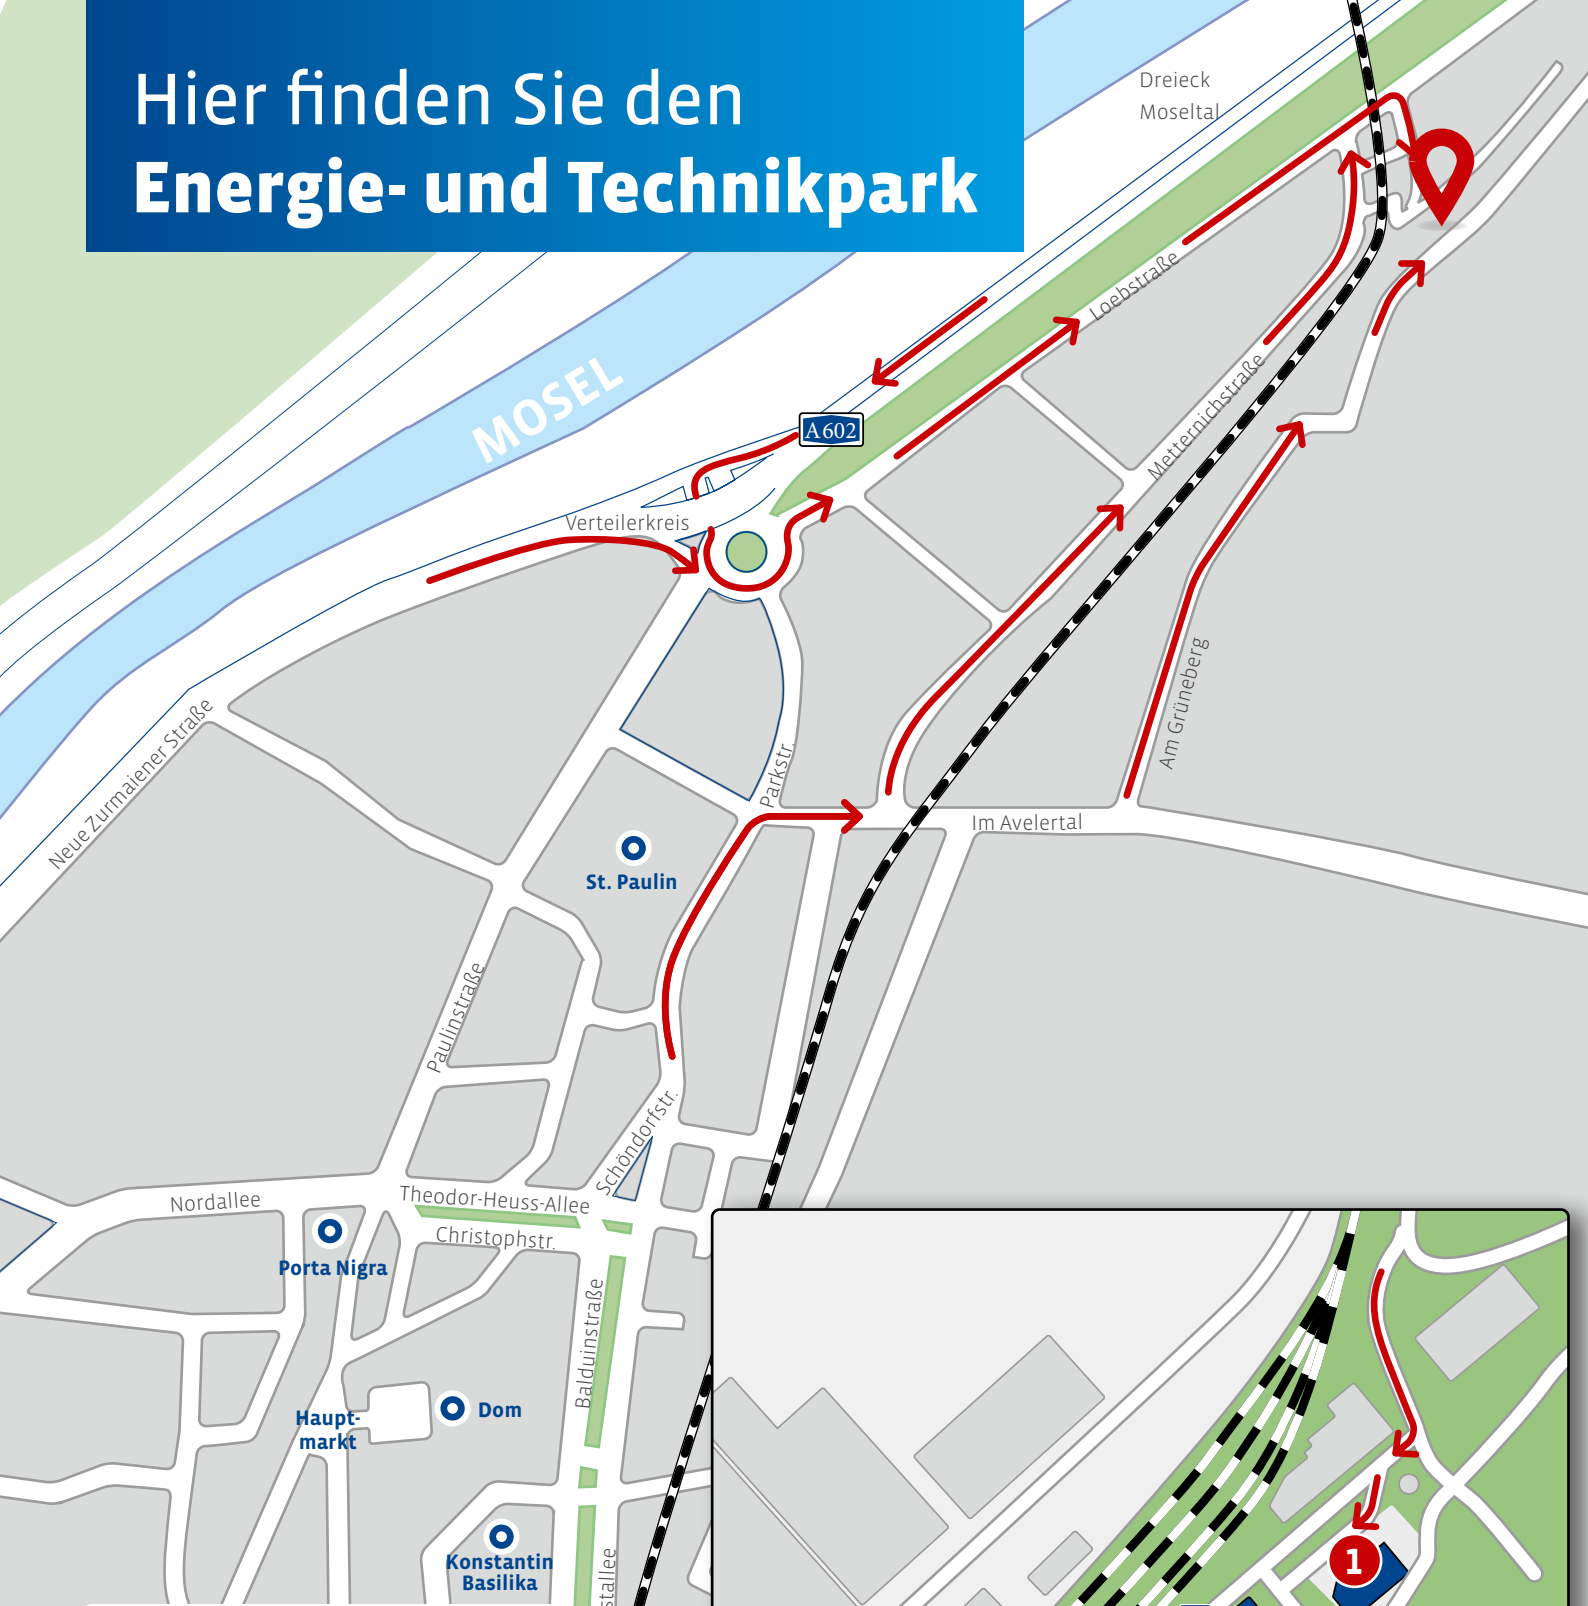 Hier finden Sie den
Energie- und Technikpark
Dreieck
Moseltal
MOSEL
Loebstraße
A602
Metternichstraße
Verteilerkreis
Am Grüneberg
Neue Zurmaiener Straße
Parkstr.
Im Avelertal
St. Paulin
Paulinstraße
Schöndorfstr.
Nordallee
Theodor-Heuss-Allee
Christophstr.
Porta Nigra
Balduinstraße
Haupt-
markt
Dom
Konstantin
Basilika
1